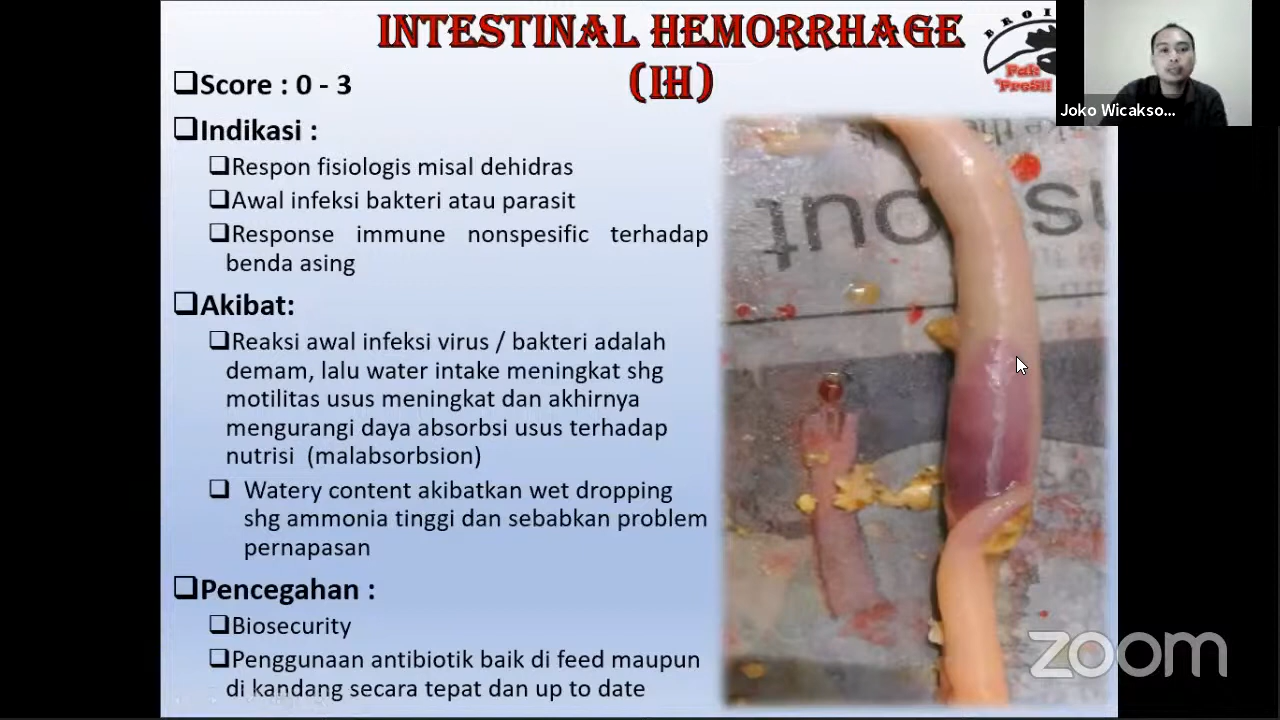 INTESTINAL HEMORRHAGE
(IH)
BROI
Pak
Joko Wicakso...
Score : 0 - 3
Indikasi :
Respon fisiologis misal dehidras
Awal infeksi bakteri atau parasit
Response immune nonspesific terhadap
benda asing
Akibat:
Reaksi awal infeksi virus / bakteri adalah
demam, lalu water intake meningkat shg
motilitas usus meningkat dan akhirnya
mengurangi daya absorbsi usus terhadap
nutrisi (malabsorbsion)
Watery content akibatkan wet dropping
shg ammonia tinggi dan sebabkan problem
pernapasan
Pencegahan :
Biosecurity
Penggunaan antibiotik baik di feed maupun
di kandang secara tepat dan up to date
zoom